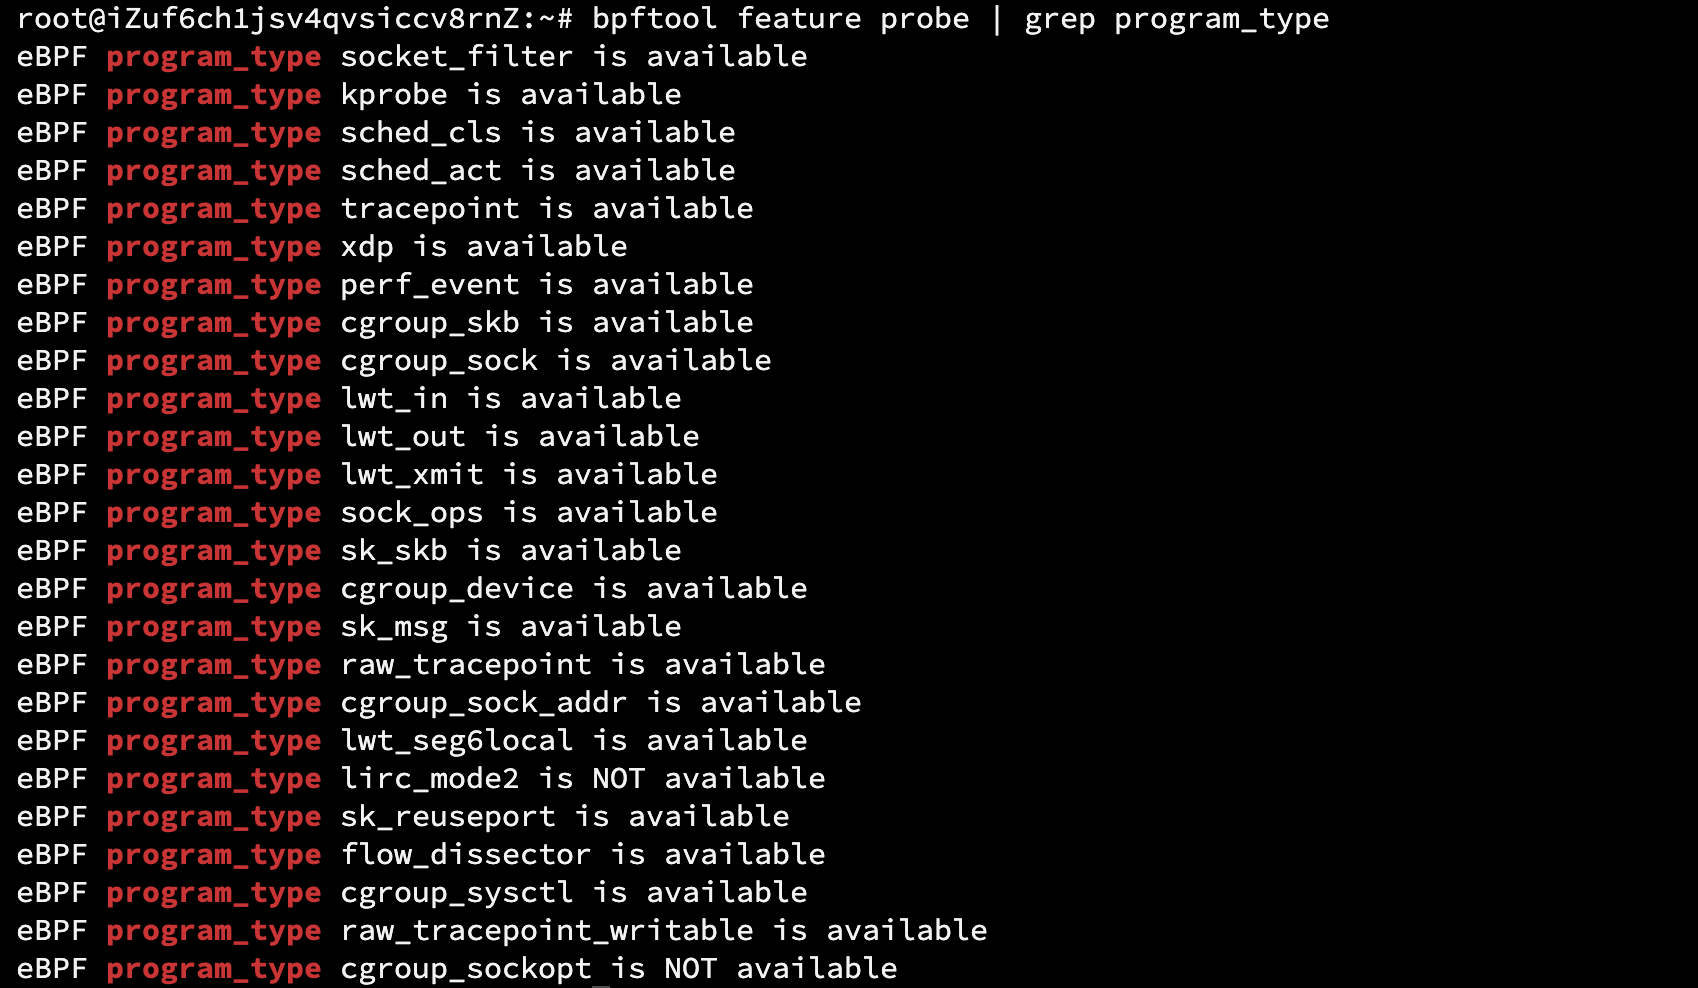 root@iZuf6ch1jsv4qvsiccv8rnZ:~# bpftool feature probe | grep program_type
eBPF program_type socket_filter is available
eBPF program_type kprobe is available
eBPF program_type sched_cls is available
eBPF program_type sched_act is available
eBPF program_type tracepoint is available
eBPF program_type xdp is available
eBPF program_type perf_event is available
eBPF program_type cgroup_skb is available
eBPF program_type cgroup_sock is available
eBPF program_type lwt_in is available
eBPF program_type lwt_out is available
eBPF program_type lwt_xmit is available
eBPF program_type sock_ops is available
eBPF program_type sk_skb is available
eBPF program_type cgroup_device is available
eBPF program_type sk_msg is available
eBPF program_type raw_tracepoint is available
eBPF program_type cgroup_sock_addr is available
eBPF program_type lwt_seg6local is available
eBPF program_type lirc_mode2 is NOT available
eBPF program_type sk_reuseport is available
eBPF program_type flow_dissector is available
eBPF program_type cgroup_sysctl is available
eBPF program_type raw_tracepoint_writable is available
eBPF program_type cgroup_sockopt is NOT available